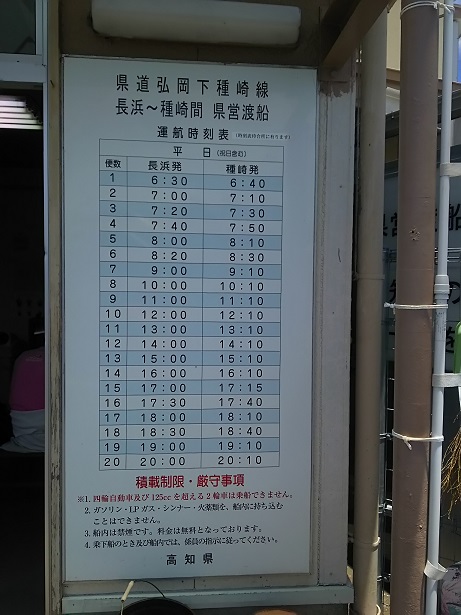 県道弘岡下種崎線
長浜～種崎間 県営渡船
運航時刻表
平 日(祝日含む)
便数 長浜発 種崎発
1 6:30 6:40
2 7:00 7:10
3 7:20 7:30
4 7:40 7:50
5 8:00 8:10
6 8:20 8:30
7 9:00 9:10
8 10:00 10:10
9 11:00 11:10
10 12:00 12:10
11 13:00 13:10
12 14:00 14:10
13 15:00 15:10
14 16:00 16:10
15 17:00 17:15
16 17:30 17:40
17 18:00 18:10
18 18:30 18:40
19 19:00 19:10
20 20:00 20:10
積載制限・厳守事項
※1. 四輪自動車及び125ccを超える2輪車は乗船できません。
2. ガソリン・LPガス・シンナー・火薬類を、船内に持ち込む
ことはできません。
3. 船内は禁煙です。料金は無料となっております。
4. 乗下船のとき及び船内では、係員の指示に従ってください。
高知県
県営渡船